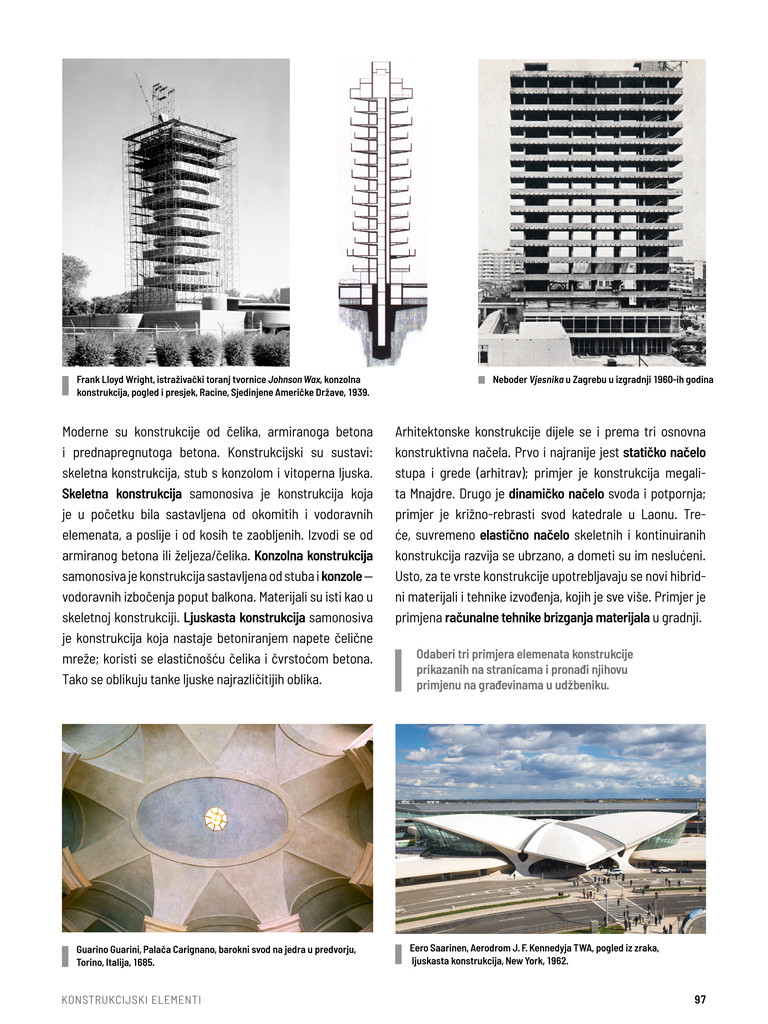 Frank Lloyd Wright, istraživački toranj tvornice Johnson Wax, konzolna
konstrukcija, pogled i presjek, Racine, Sjedinjene Američke Države, 1939.
Neboder Vjesnika u Zagrebu u izgradnji 1960-ih godina
Moderne su konstrukcije od čelika, armiranoga betona
i prednapregnutoga betona. Konstrukcijski su sustavi:
skeletna konstrukcija, stub s konzolom i vitoperna ljuska.
Skeletna konstrukcija samonosiva je konstrukcija koja
je u početku bila sastavljena od okomitih i vodoravnih
elemenata, a poslije i od kosih te zaobljenih. Izvodi se od
armiranog betona ili željeza/čelika. Konzolna konstrukcija
samonosiva je konstrukcija sastavljena od stuba i konzole –
vodoravnih izbočenja poput balkona. Materijali su isti kao u
skeletnoj konstrukciji. Ljuskasta konstrukcija samonosiva
je konstrukcija koja nastaje betoniranjem napete čelične
mreže; koristi se elastičnošću čelika i čvrstoćom betona.
Tako se oblikuju tanke ljuske najrazličitijih oblika.
Arhitektonske konstrukcije dijele se i prema tri osnovna
konstruktivna načela. Prvo i najranije jest statičko načelo
stupa i grede (arhitrav); primjer je konstrukcija megali-
ta Mnajdre. Drugo je dinamičko načelo svoda i potpornja;
primjer je križno-rebrasti svod katedrale u Laonu. Tre-
će, suvremeno elastično načelo skeletnih i kontinuiranih
konstrukcija razvija se ubrzano, a dometi su im neslućeni.
Usto, za te vrste konstrukcije upotrebljavaju se novi hibrid-
ni materijali i tehnike izvođenja, kojih je sve više. Primjer je
primjena računalne tehnike brizganja materijala u gradnji.
Odaberi tri primjera elemenata konstrukcije
prikazanih na stranicama i pronađi njihovu
primjenu na građevinama u udžbeniku.
Guarino Guarini, Palača Carignano, barokni svod na jedra u predvorju,
Torino, Italija, 1685.
Eero Saarinen, Aerodrom J. F. Kennedyja TWA, pogled iz zraka,
ljuskasta konstrukcija, New York, 1962.
KONSTRUKCIJSKI ELEMENTI
97